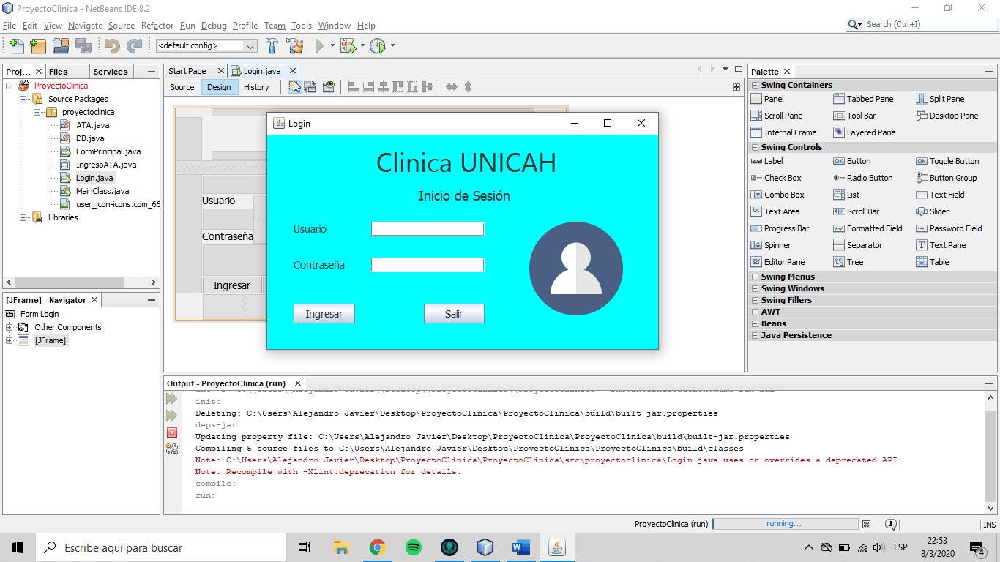 ProyectoClinica - NetBeans IDE 8.2
File Edit View Navigate Source Refactor Run Debug Profile Team Tools Window Help
Search (Ctrl+I)
<default config>
Proj... Files Services
ProyectoClinica
Source Packages
proyectoclinica
ATA.java
DB.java
FormPrincipal.java
IngresoATA.java
Login.java
MainClass.java
user_icon-icons.com_66
Libraries
[JFrame] - Navigator
Form Login
Other Components
[JFrame]
Start Page Login.java
Source Design History
Usuario
Contraseña
Ingresar
Login
Clinica UNICAH
Inicio de Sesión
Usuario
Contraseña
Ingresar Salir
Palette
Swing Containers
Panel Tabbed Pane Split Pane
Scroll Pane Tool Bar Desktop Pane
Internal Frame Layered Pane
Swing Controls
Label Button Toggle Button
Check Box Radio Button Button Group
Combo Box List Text Field
Text Area Scroll Bar Slider
Progress Bar Formatted Field Password Field
Spinner Separator Text Pane
Editor Pane Tree Table
Swing Menus
Swing Windows
Swing Fillers
AWT
Beans
Java Persistence
Output - ProyectoClinica (run)
init:
Deleting: C:\Users\Alejandro Javier\Desktop\ProyectoClinica\ProyectoClinica\build\built-jar.properties
deps-jar:
Updating property file: C:\Users\Alejandro Javier\Desktop\ProyectoClinica\ProyectoClinica\build\built-jar.properties
Compiling 5 source files to C:\Users\Alejandro Javier\Desktop\ProyectoClinica\ProyectoClinica\build\classes
Note: C:\Users\Alejandro Javier\Desktop\ProyectoClinica\ProyectoClinica\src\proyectoclinica\Login.java uses or overrides a deprecated API.
Note: Recompile with -Xlint:deprecation for details.
compile:
run:
ProyectoClinica (run) running... 1 INS
Escribe aquí para buscar
ESP
22:53
8/3/2020
4